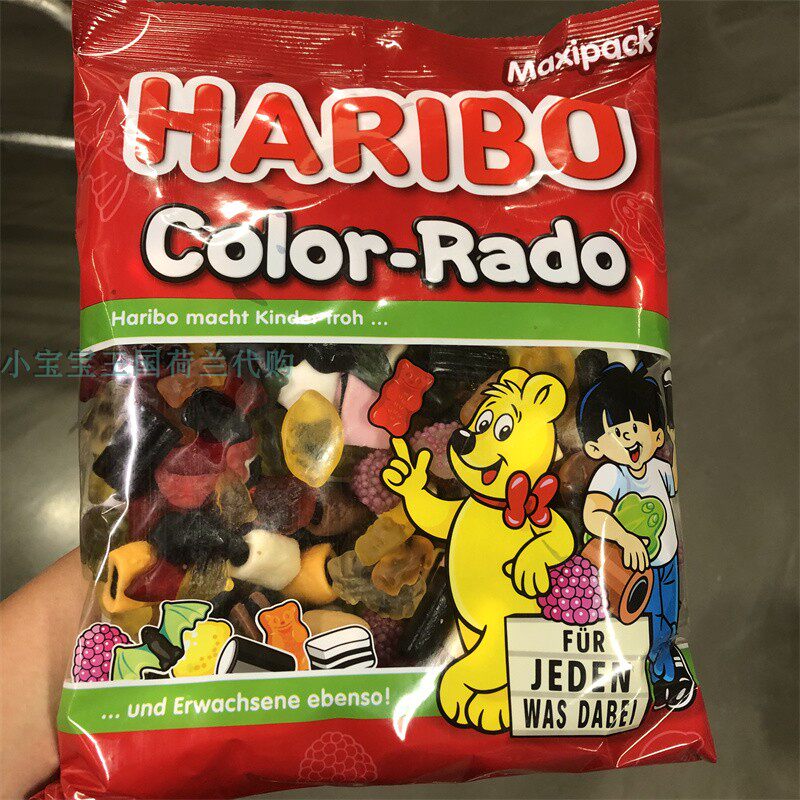 Maxipack
HARIBO
Color-Rado
Haribo macht Kinder froh ...
小宝宝王国荷兰代购
FÜR
JEDEN
WAS DABEI
... und Erwachsene ebenso!